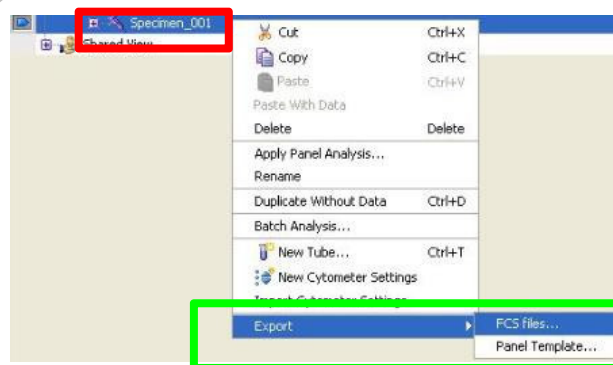 Specimen_001
Shared View
Cut Ctrl+X
Copy Ctrl+C
Paste Ctrl+V
Paste With Data
Delete Delete
Apply Panel Analysis...
Rename
Duplicate Without Data Ctrl+D
Batch Analysis...
New Tube... Ctrl+T
New Cytometer Settings
Import Cytometer Settings
Export
FCS files...
Panel Template...